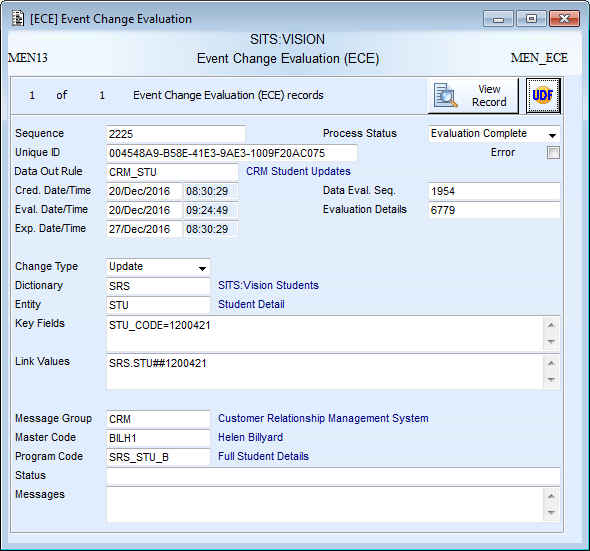 [ECE] Event Change Evaluation
SITS:VISION
MEN13 Event Change Evaluation (ECE) MEN_ECE
1 of 1 Event Change Evaluation (ECE) records View Record UDF
Sequence 2225 Process Status Evaluation Complete
Unique ID 004548A9-B58E-41E3-9AE3-1009F20AC075 Error
Data Out Rule CRM_STU CRM Student Updates
Cred. Date/Time 20/Dec/2016 08:30:29 Data Eval. Seq. 1954
Eval. Date/Time 20/Dec/2016 09:24:49 Evaluation Details 6779
Exp. Date/Time 27/Dec/2016 08:30:29
Change Type Update
Dictionary SRS SITS:Vision Students
Entity STU Student Detail
Key Fields STU_CODE=1200421
Link Values SRS.STU##1200421
Message Group CRM Customer Relationship Management System
Master Code BILH1 Helen Billyard
Program Code SRS_STU_B Full Student Details
Status
Messages